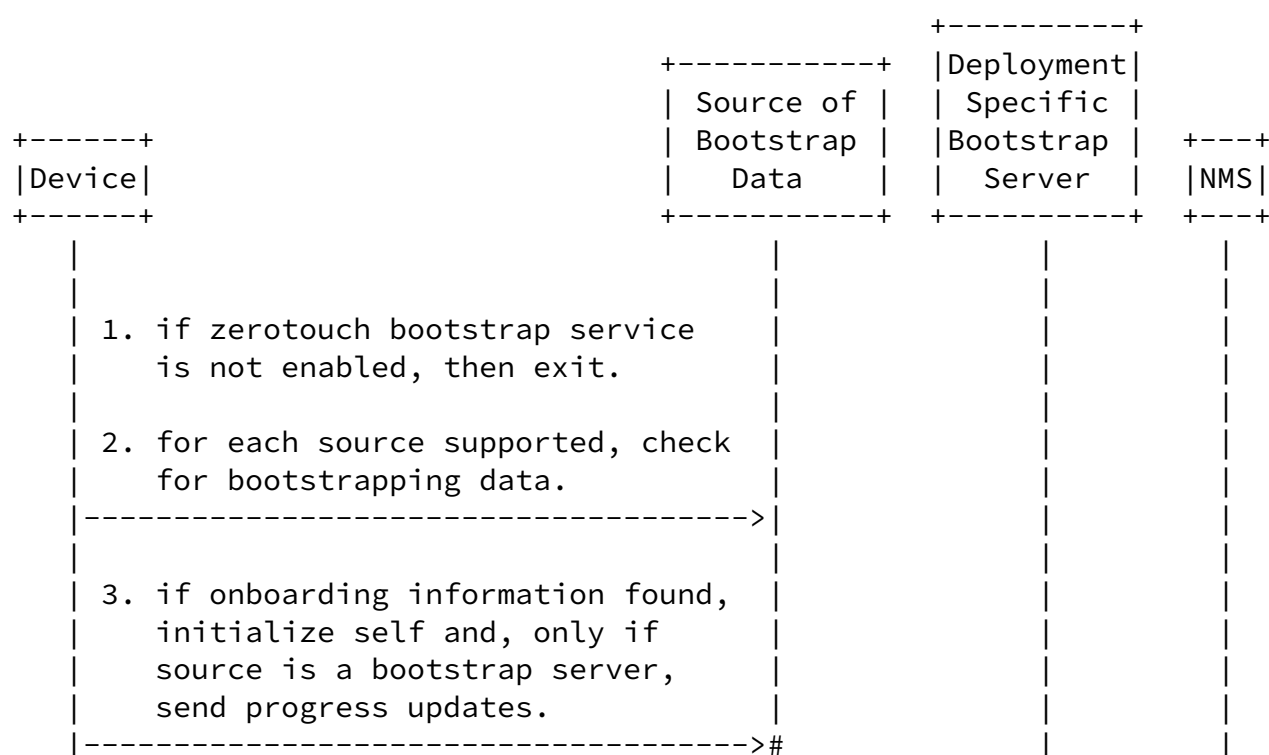 +----------+
                                    +-----------+  |Deployment|
                                    | Source of |  | Specific |
+------+                            | Bootstrap |  |Bootstrap |  +---+
|Device|                            |   Data    |  |  Server  |  |NMS|
+------+                            +-----------+  +----------+  +---+
   |                                      |              |         |
   |                                      |              |         |
   | 1. if zerotouch bootstrap service    |              |         |
   |    is not enabled, then exit.        |              |         |
   |                                      |              |         |
   | 2. for each source supported, check  |              |         |
   |    for bootstrapping data.           |              |         |
   |------------------------------------->|              |         |
   |                                      |              |         |
   | 3. if onboarding information found,  |              |         |
   |    initialize self and, only if      |              |         |
   |    source is a bootstrap server,     |              |         |
   |    send progress updates.            |              |         |
   |------------------------------------->#              |         |